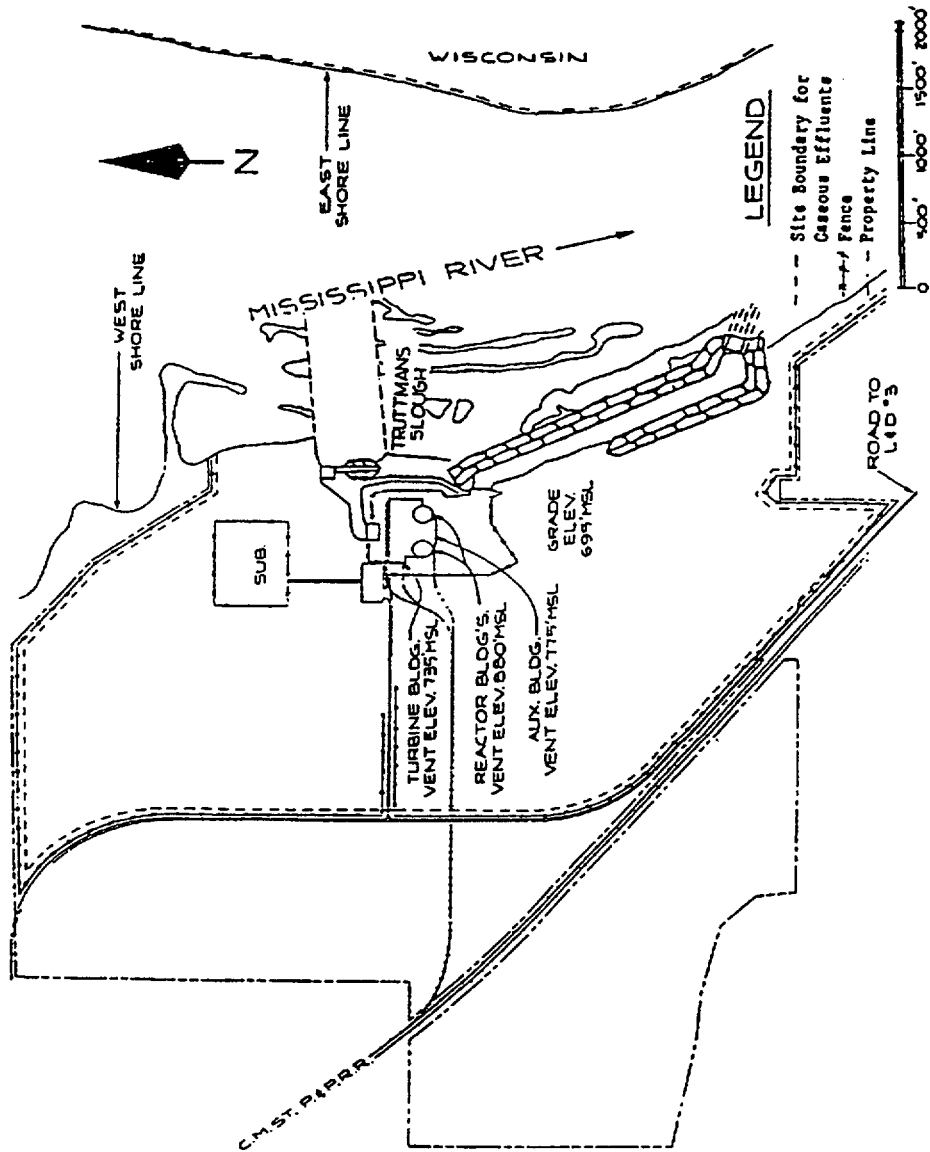 WISCONSIN
EAST
SHORE LINE
N
WEST
SHORE LINE
MISSISSIPPI RIVER
TRUTTMANS
SLOUGH
SUB.
GRADE
ELEV.
695'MSL
TURBINE BLDG.
VENT ELEV. 735'MSL
REACTOR BLDG'S.
VENT ELEV. 880'MSL
AUX. BLDG.
VENT ELEV. 775'MSL
C.M. ST. P. & P.R.R.
ROAD TO
L&D #3
LEGEND
Site Boundary for
Gaseous Effluents
Fence
Property Line
0 500' 1000' 1500' 2000'